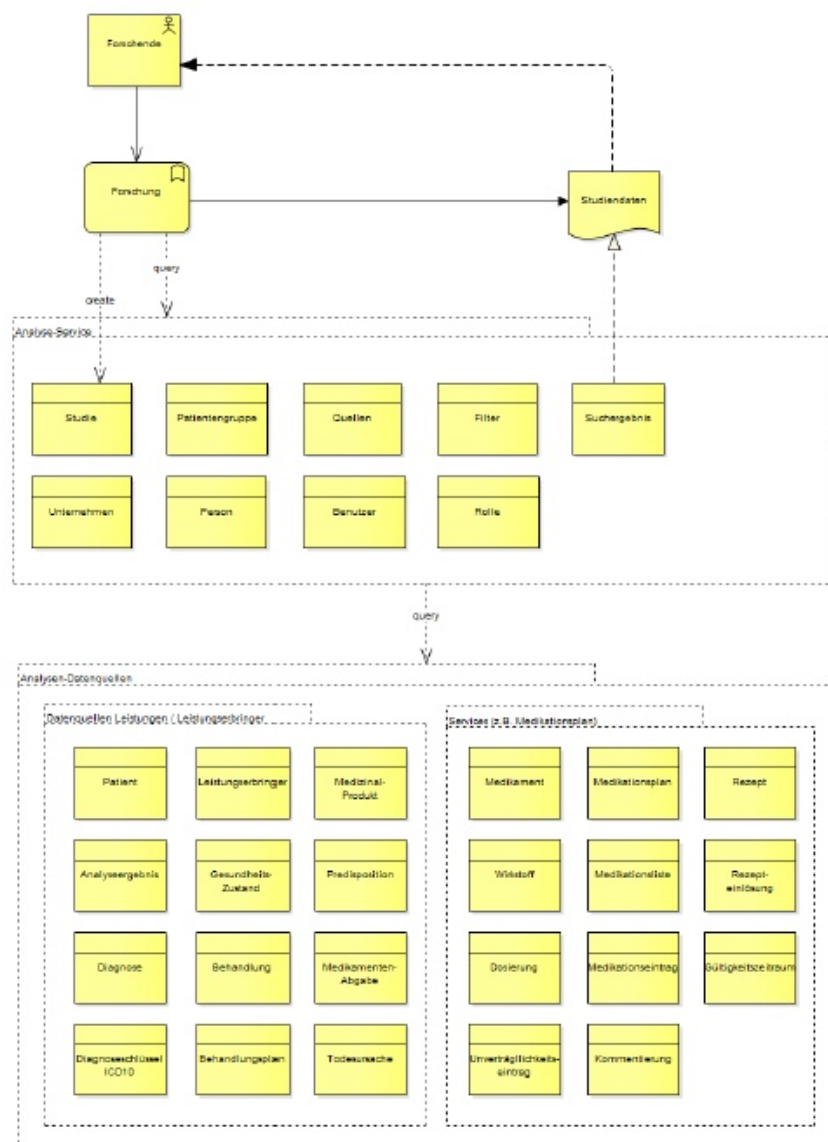 Forschende
Forschung
Studiendaten
query
create
Analyse-Service
Studie
Patientengruppe
Quellen
Filter
Suchergebnis
Unternehmen
Person
Benutzer
Rolle
query
Analysen-Datenquellen
Datenquellen Leistungen / Leistungserbringer
Services (z.B. Medikationsplan)
Patient
Leistungserbringer
Medizinal-
Produkt
Medikament
Medikationsplan
Rezept
Analyseergebnis
Gesundheits-
Zustand
Predisposition
Wirkstoff
Medikationsliste
Rezept-
einlösung
Diagnose
Behandlung
Medikamenten-
Abgabe
Dosierung
Medikationseintrag
Gültigkeitszeitraum
Diagnoseschlüssel
ICD10
Behandlungsplan
Todesursache
Unverträgllichkeits-
eintrag
Kommentierung